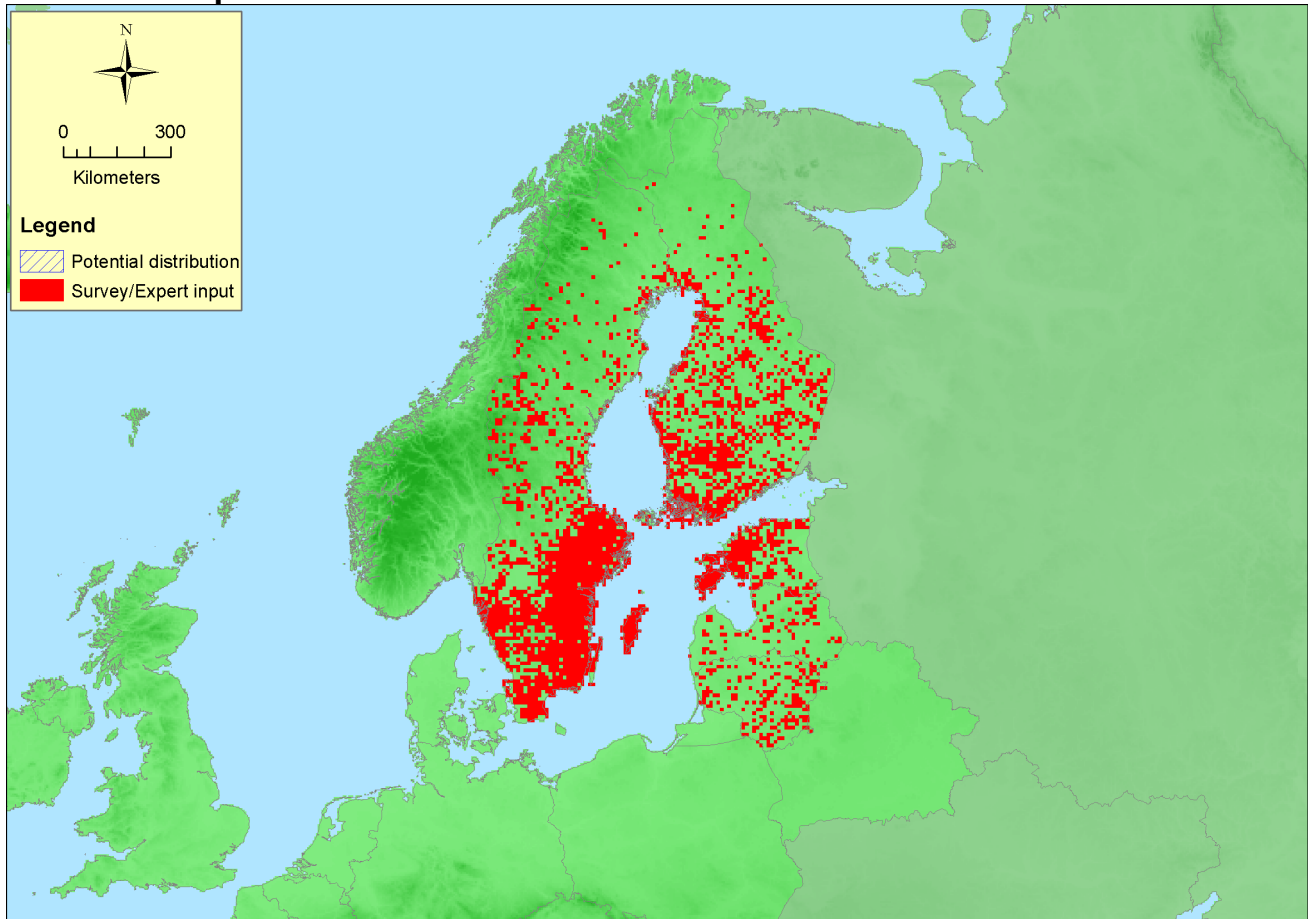 N
0 300
Kilometers
Legend
Potential distribution
Survey/Expert input